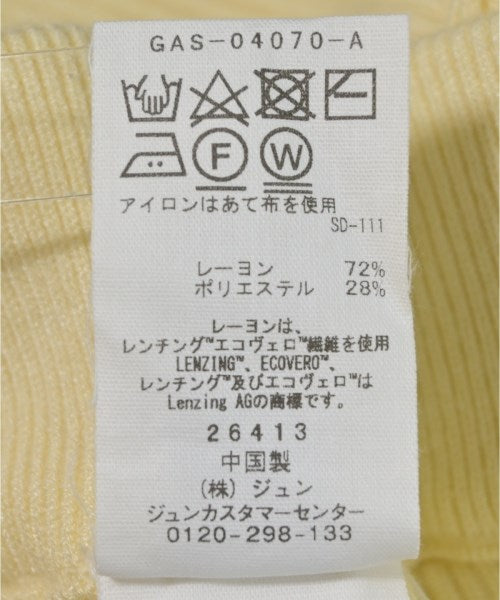 GAS-04070-A
F W
アイロンはあて布を使用
SD-111
レーヨン 72%
ポリエステル 28%
レーヨンは、
レンチング™エコヴェロ™繊維を使用
LENZING™、ECOVERO™、
レンチング™及びエコヴェロ™は
Lenzing AGの商標です。
26413
中国製
(株)ジュン
ジュンカスタマーセンター
0120-298-133